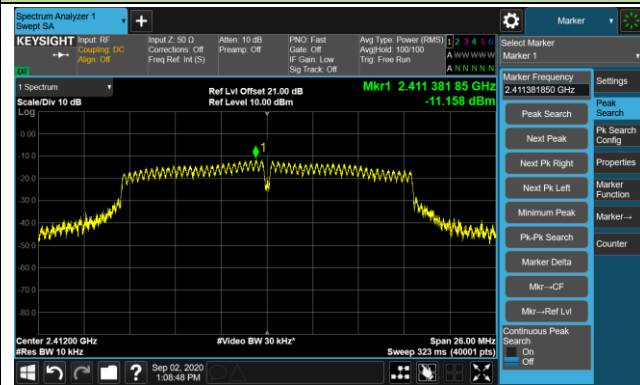 Spectrum Analyzer 1
Swept SA
Marker
KEYSIGHT
Input: RF
Coupling: DC
Align: Off
Input Z: 50 Ω
Corrections: Off
Freq Ref: Int (S)
Atten: 10 dB
Preamp: Off
PNO: Fast
Gate: Off
IF Gain: Low
Sig Track: Off
Avg Type: Power (RMS)
Avg|Hold: 100/100
Trig: Free Run
1 2 3 4 5 6
A W W W W W
A N N N N N
LXI
Select Marker
Marker 1
1 Spectrum
Scale/Div 10 dB
Log
Ref Lvl Offset 21.00 dB
Ref Level 10.00 dBm
Mkr1 2.411 381 85 GHz
-11.158 dBm
0.00
-10.0
-20.0
-30.0
-40.0
-50.0
-60.0
-70.0
-80.0
1
Center 2.41200 GHz
#Res BW 10 kHz
#Video BW 30 kHz*
Span 26.00 MHz
Sweep 323 ms (40001 pts)
Marker Frequency
2.411381850 GHz
Peak Search
Next Peak
Next Pk Right
Next Pk Left
Minimum Peak
Pk-Pk Search
Marker Delta
Mkr→CF
Mkr→Ref Lvl
Continuous Peak
Search
On
Off
Settings
Peak
Search
Pk Search
Config
Properties
Marker
Function
Marker→
Counter
Sep 02, 2020
1:08:48 PM